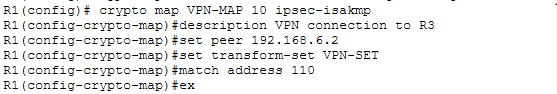 R1(config)# crypto map VPN-MAP 10 ipsec-isakmp
R1(config-crypto-map)#description VPN connection to R3
R1(config-crypto-map)#set peer 192.168.6.2
R1(config-crypto-map)#set transform-set VPN-SET
R1(config-crypto-map)#match address 110
R1(config-crypto-map)#ex